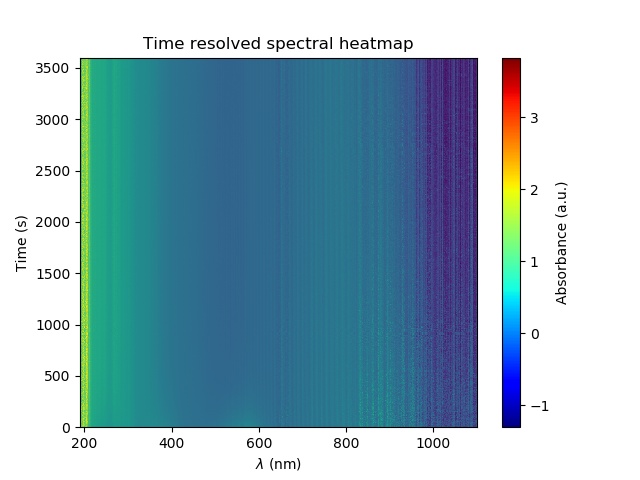 Time resolved spectral heatmap
3500
3000
2500
2000
1500
1000
500
0
Time (s)
200 400 600 800 1000
λ (nm)
3
2
1
0
−1
Absorbance (a.u.)